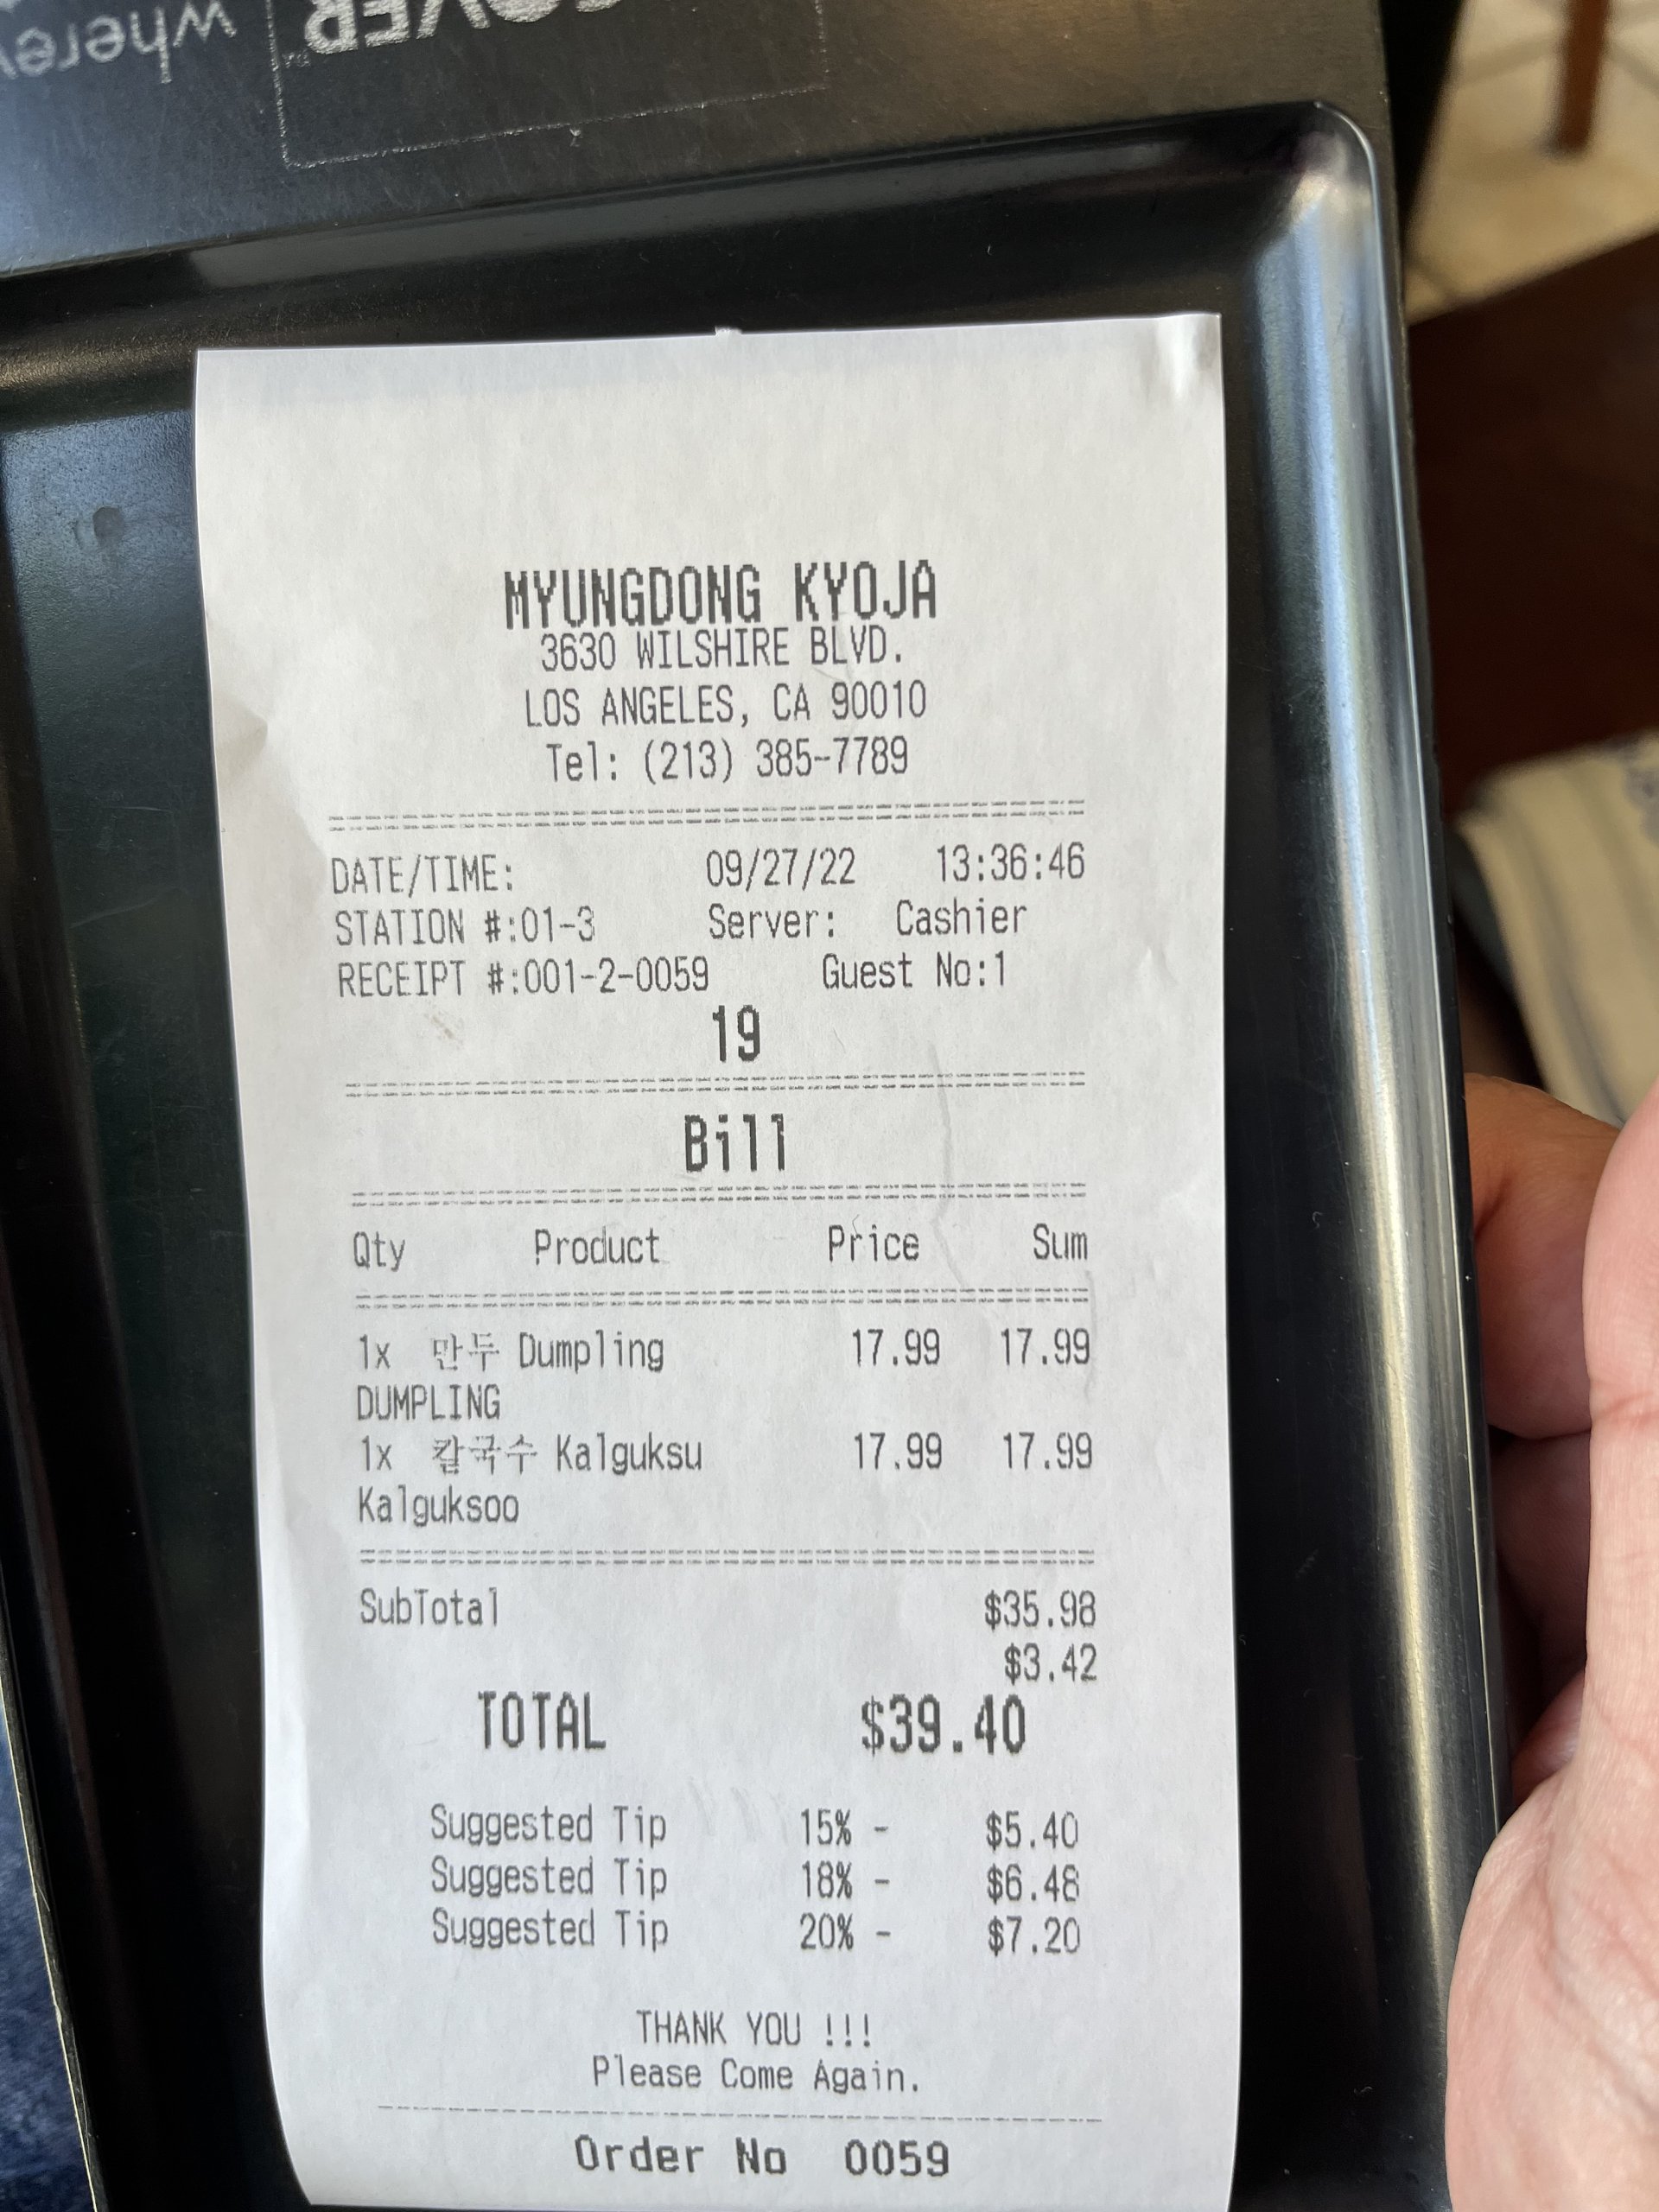 wherev
OVER
MYUNGDONG KYOJA
3630 WILSHIRE BLVD.
LOS ANGELES, CA 90010
Tel: (213) 385-7789
DATE/TIME: 09/27/22 13:36:46
STATION #:01-3 Server: Cashier
RECEIPT #:001-2-0059 Guest No:1
19
Bill
Qty Product Price Sum
1x 만두 Dumpling 17.99 17.99
DUMPLING
1x 칼국수 Kalguksu 17.99 17.99
Kalguksoo
SubTotal $35.98
$3.42
TOTAL $39.40
Suggested Tip 15% - $5.40
Suggested Tip 18% - $6.48
Suggested Tip 20% - $7.20
THANK YOU !!!
Please Come Again.
Order No 0059